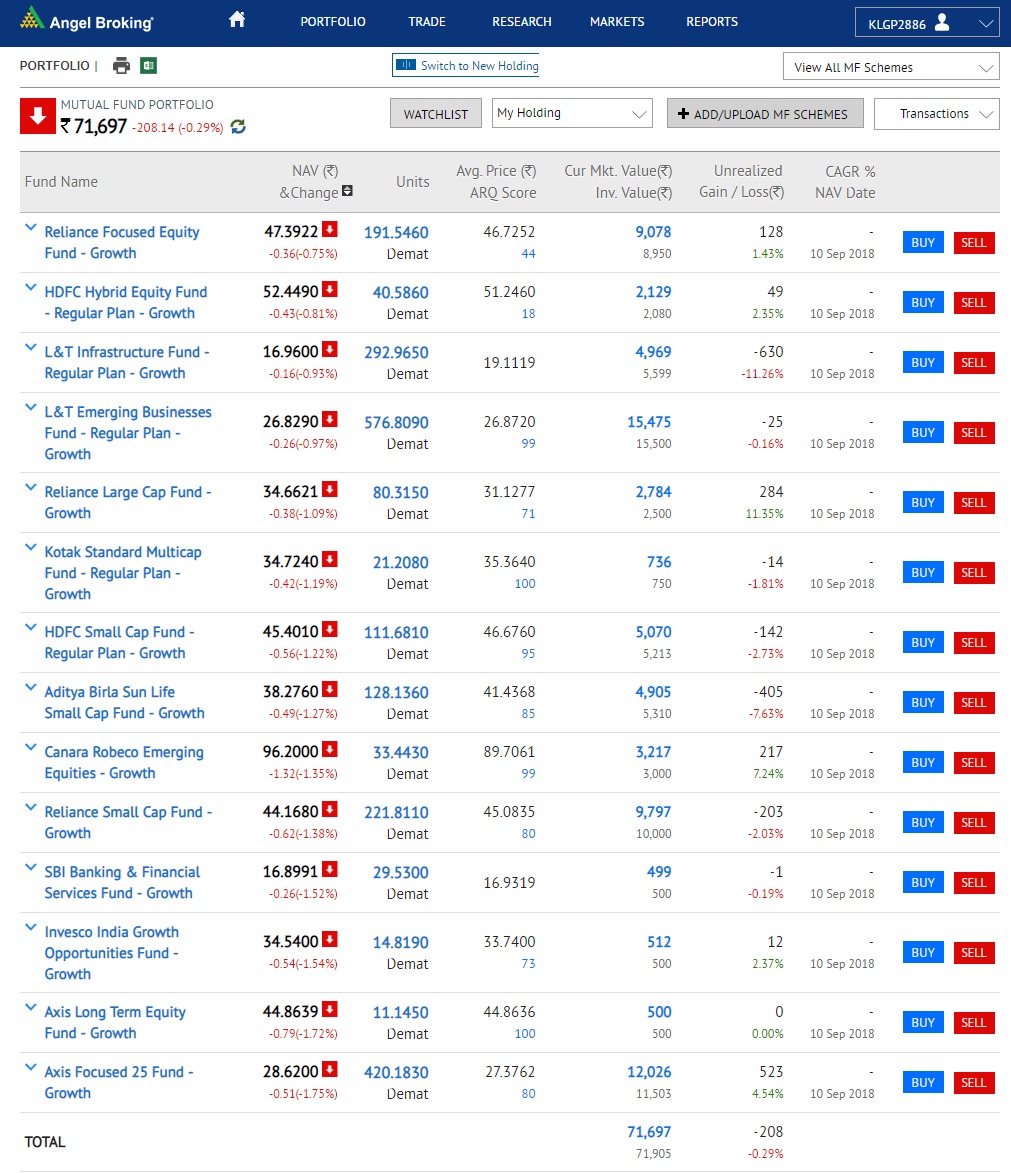 Angel Broking
PORTFOLIO TRADE RESEARCH MARKETS REPORTS KLGP2886
PORTFOLIO |
Switch to New Holding
View All MF Schemes
MUTUAL FUND PORTFOLIO
₹ 71,697 -208.14 (-0.29%)
WATCHLIST My Holding + ADD/UPLOAD MF SCHEMES Transactions
Fund Name
NAV (₹)
&Change
Units
Avg. Price (₹)
ARQ Score
Cur Mkt. Value(₹)
Inv. Value(₹)
Unrealized
Gain / Loss(₹)
CAGR %
NAV Date
Reliance Focused Equity 47.3922 191.5460 46.7252 9,078 128 -
Fund - Growth -0.36(-0.75%) Demat 44 8,950 1.43% 10 Sep 2018 BUY SELL
HDFC Hybrid Equity Fund 52.4490 40.5860 51.2460 2,129 49 -
- Regular Plan - Growth -0.43(-0.81%) Demat 18 2,080 2.35% 10 Sep 2018 BUY SELL
L&T Infrastructure Fund - 16.9600 292.9650 19.1119 4,969 -630 -
Regular Plan - Growth -0.16(-0.93%) Demat 5,599 -11.26% 10 Sep 2018 BUY SELL
L&T Emerging Businesses
Fund - Regular Plan - 26.8290 576.8090 26.8720 15,475 -25 -
Growth -0.26(-0.97%) Demat 99 15,500 -0.16% 10 Sep 2018 BUY SELL
Reliance Large Cap Fund - 34.6621 80.3150 31.1277 2,784 284 -
Growth -0.38(-1.09%) Demat 71 2,500 11.35% 10 Sep 2018 BUY SELL
Kotak Standard Multicap
Fund - Regular Plan - 34.7240 21.2080 35.3640 736 -14 -
Growth -0.42(-1.19%) Demat 100 750 -1.81% 10 Sep 2018 BUY SELL
HDFC Small Cap Fund - 45.4010 111.6810 46.6760 5,070 -142 -
Regular Plan - Growth -0.56(-1.22%) Demat 95 5,213 -2.73% 10 Sep 2018 BUY SELL
Aditya Birla Sun Life 38.2760 128.1360 41.4368 4,905 -405 -
Small Cap Fund - Growth -0.49(-1.27%) Demat 85 5,310 -7.63% 10 Sep 2018 BUY SELL
Canara Robeco Emerging 96.2000 33.4430 89.7061 3,217 217 -
Equities - Growth -1.32(-1.35%) Demat 99 3,000 7.24% 10 Sep 2018 BUY SELL
Reliance Small Cap Fund - 44.1680 221.8110 45.0835 9,797 -203 -
Growth -0.62(-1.38%) Demat 80 10,000 -2.03% 10 Sep 2018 BUY SELL
SBI Banking & Financial 16.8991 29.5300 16.9319 499 -1 -
Services Fund - Growth -0.26(-1.52%) Demat 500 -0.19% 10 Sep 2018 BUY SELL
Invesco India Growth
Opportunities Fund - 34.5400 14.8190 33.7400 512 12 -
Growth -0.54(-1.54%) Demat 73 500 2.37% 10 Sep 2018 BUY SELL
Axis Long Term Equity 44.8639 11.1450 44.8636 500 0 -
Fund - Growth -0.79(-1.72%) Demat 100 500 0.00% 10 Sep 2018 BUY SELL
Axis Focused 25 Fund - 28.6200 420.1830 27.3762 12,026 523 -
Growth -0.51(-1.75%) Demat 80 11,503 4.54% 10 Sep 2018 BUY SELL
TOTAL 71,697 -208
71,905 -0.29%